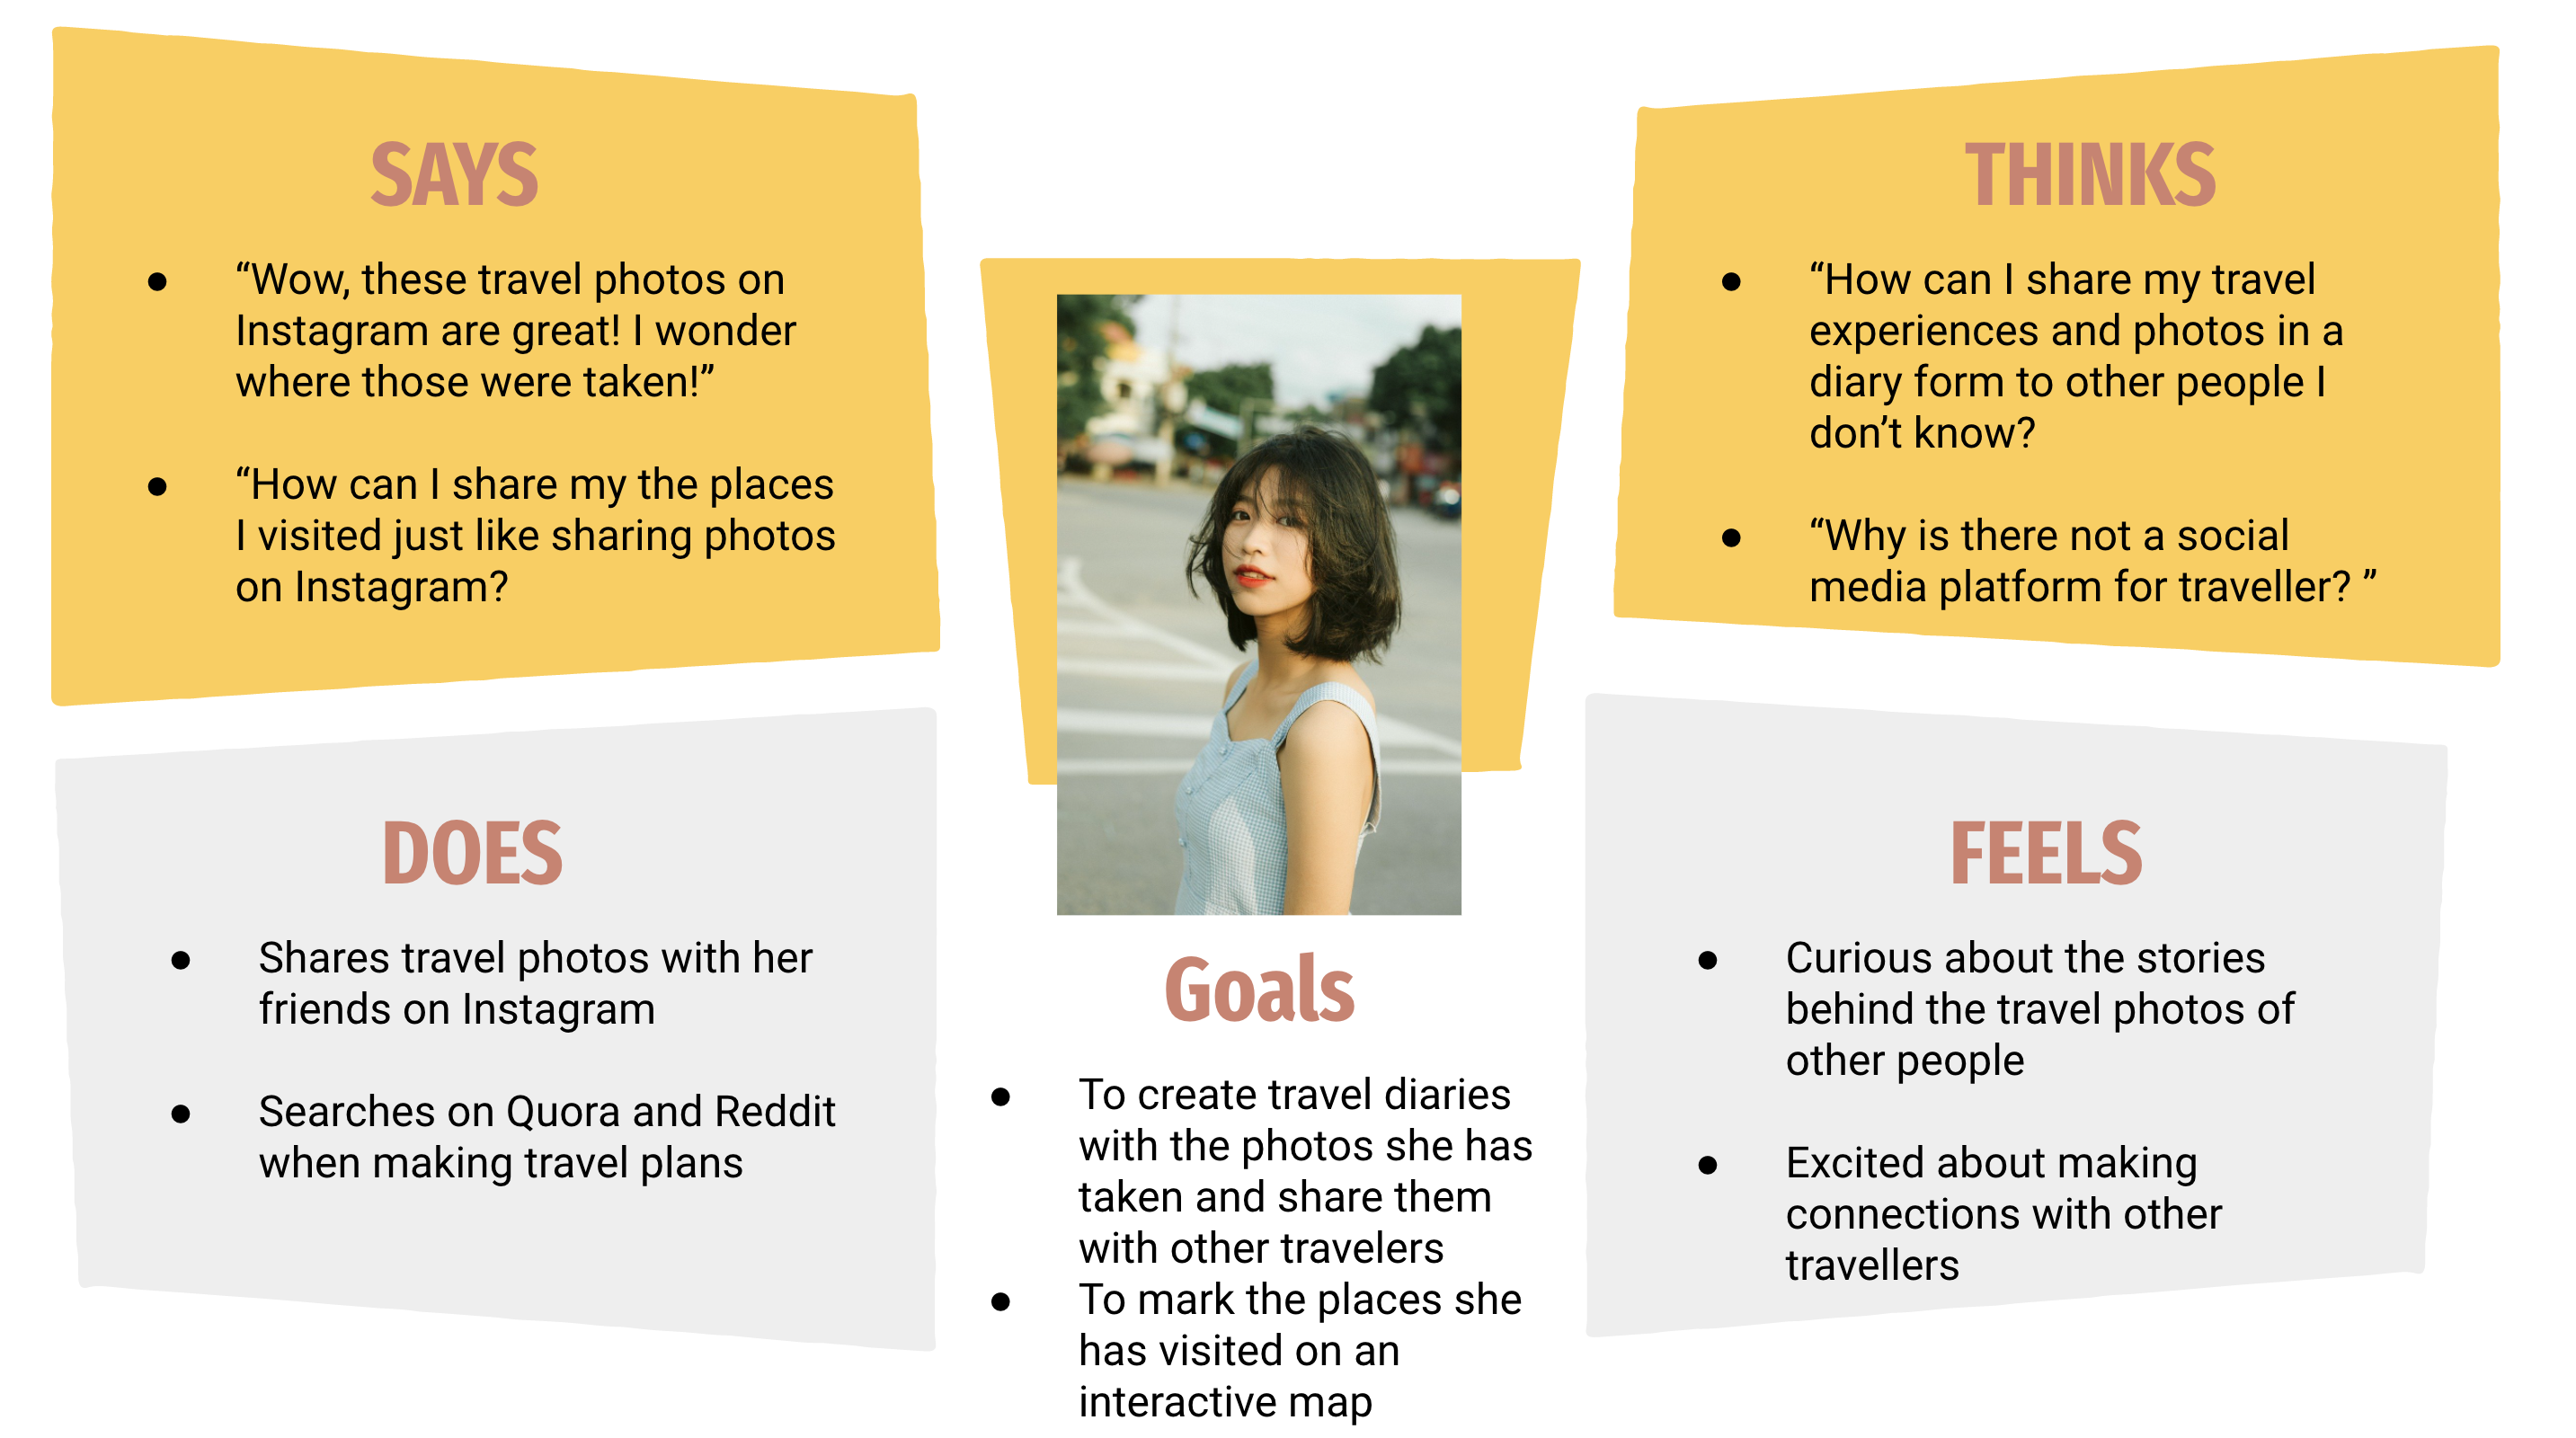 SAYS
● “Wow, these travel photos on
Instagram are great! I wonder
where those were taken!”
● “How can I share my the places
I visited just like sharing photos
on Instagram?
THINKS
● “How can I share my travel
experiences and photos in a
diary form to other people I
don’t know?
● “Why is there not a social
media platform for traveller? ”
DOES
● Shares travel photos with her
friends on Instagram
● Searches on Quora and Reddit
when making travel plans
Goals
● To create travel diaries
with the photos she has
taken and share them
with other travelers
● To mark the places she
has visited on an
interactive map
FEELS
● Curious about the stories
behind the travel photos of
other people
● Excited about making
connections with other
travellers